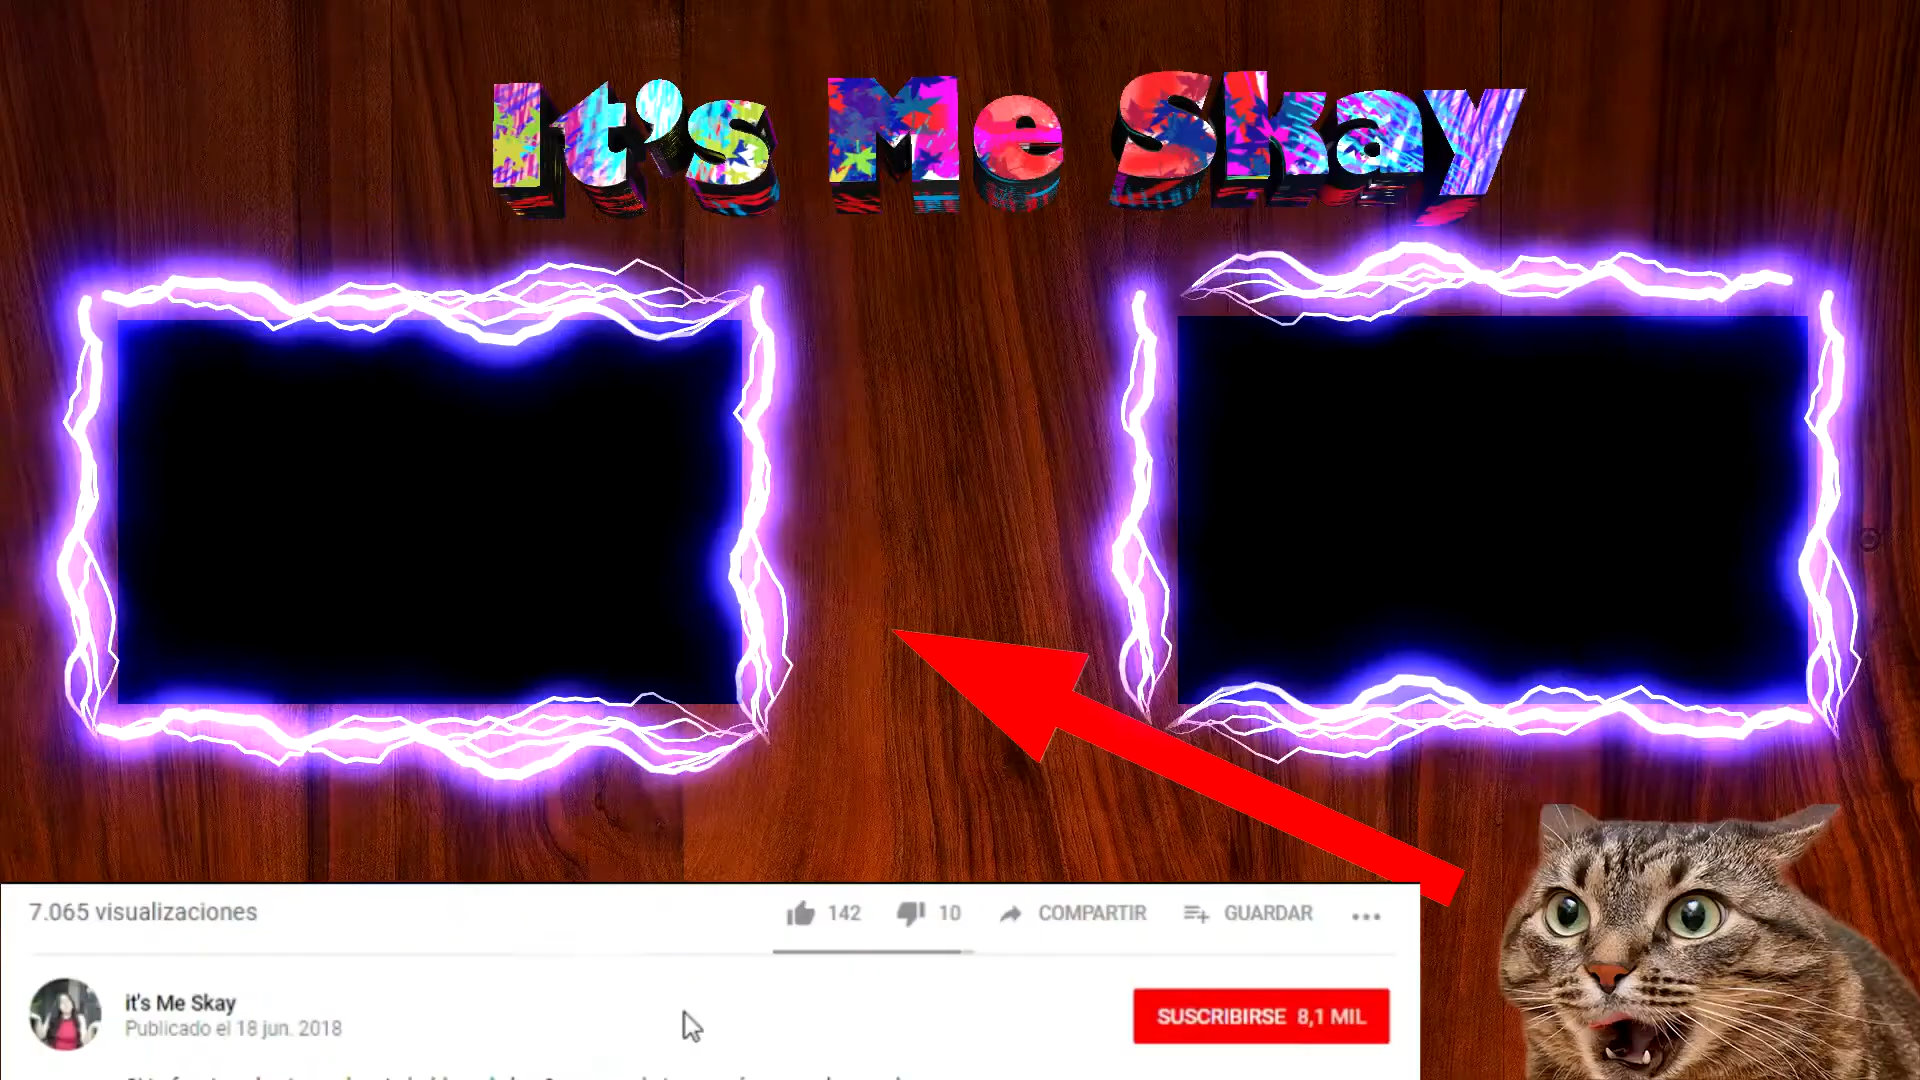 It's Me Skay
7.065 visualizaciones
142
10
COMPARTIR
GUARDAR
it's Me Skay
Publicado el 18 jun. 2018
SUSCRIBIRSE 8,1 MIL